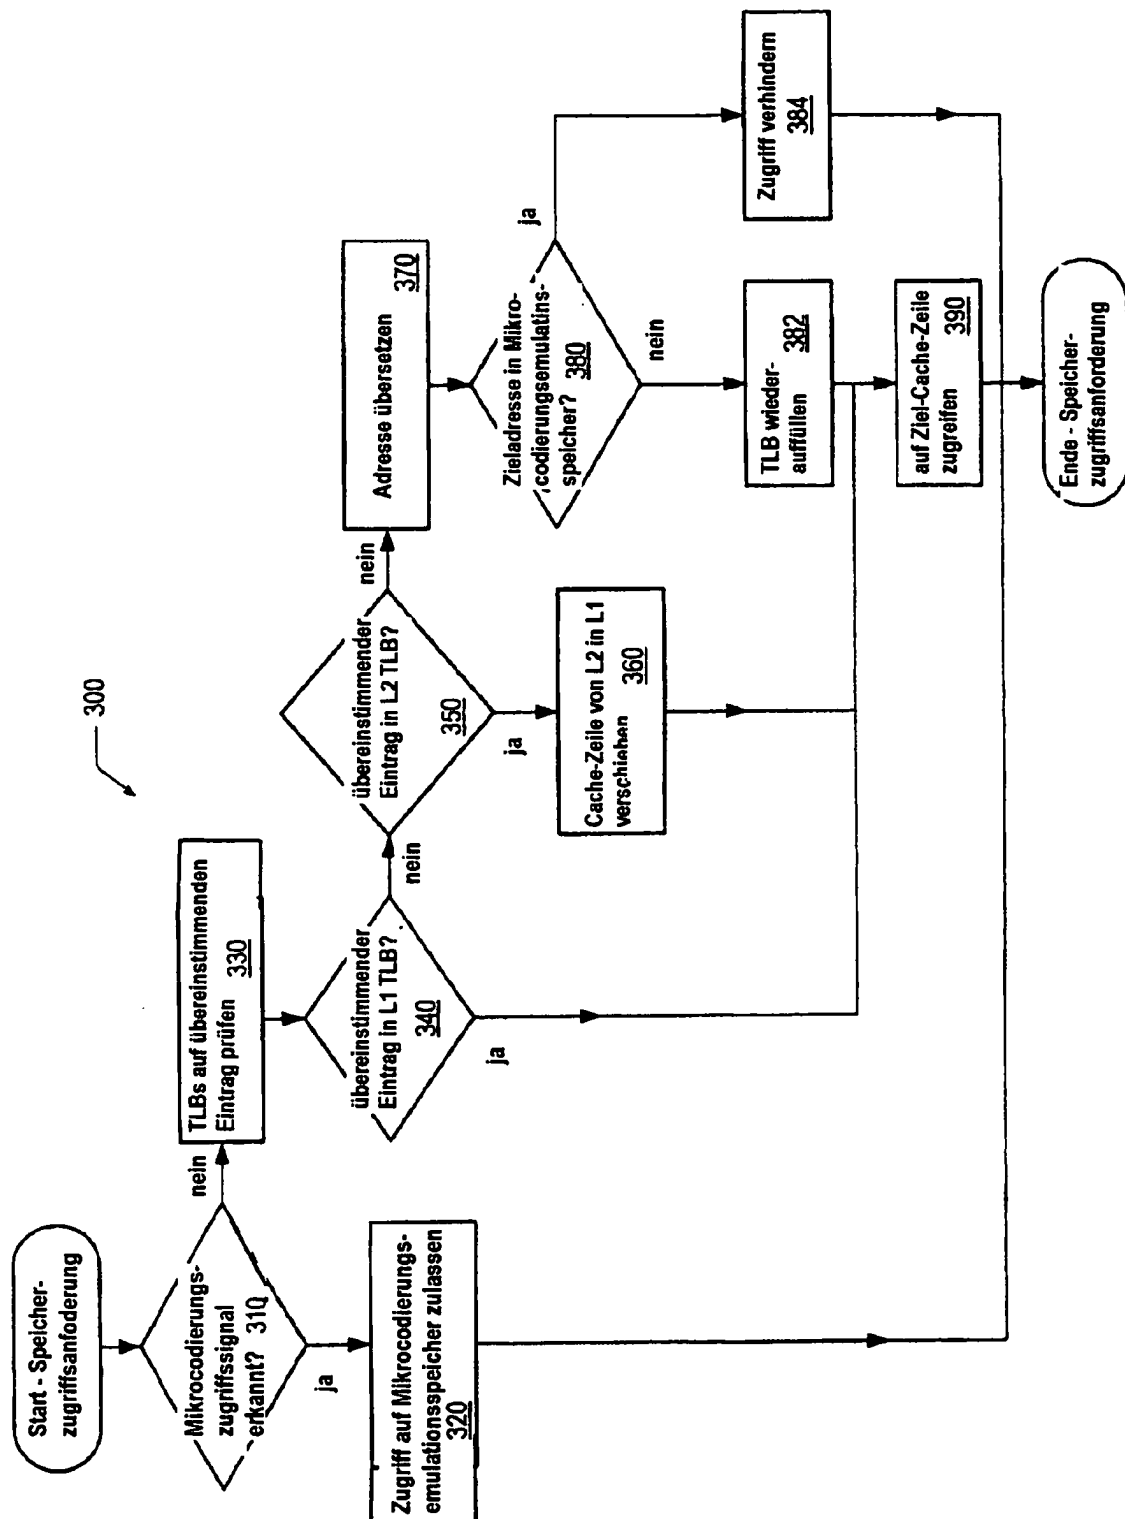 Start - Speicher-
zugriffsanfoderung
Mikrocodierungs-
zugriffssignal
erkannt? 310
nein
ja
Zugriff auf Mikrocodierungs-
emulationsspeicher zulassen
320
300
TLBs auf übereinstimmenden
Eintrag prüfen 330
übereinstimmender
Eintrag in L1 TLB?
340
nein
ja
übereinstimmender
Eintrag in L2 TLB?
350
nein
ja
Cache-Zeile von L2 in L1
verschieben 360
Adresse übersetzen 370
Zieladresse in Mikro-
codierungsemulatins-
speicher? 380
ja
nein
TLB wieder-
auffüllen 382
Zugriff verhindern
384
auf Ziel-Cache-Zeile
zugreifen 390
Ende - Speicher-
zugriffsanforderung